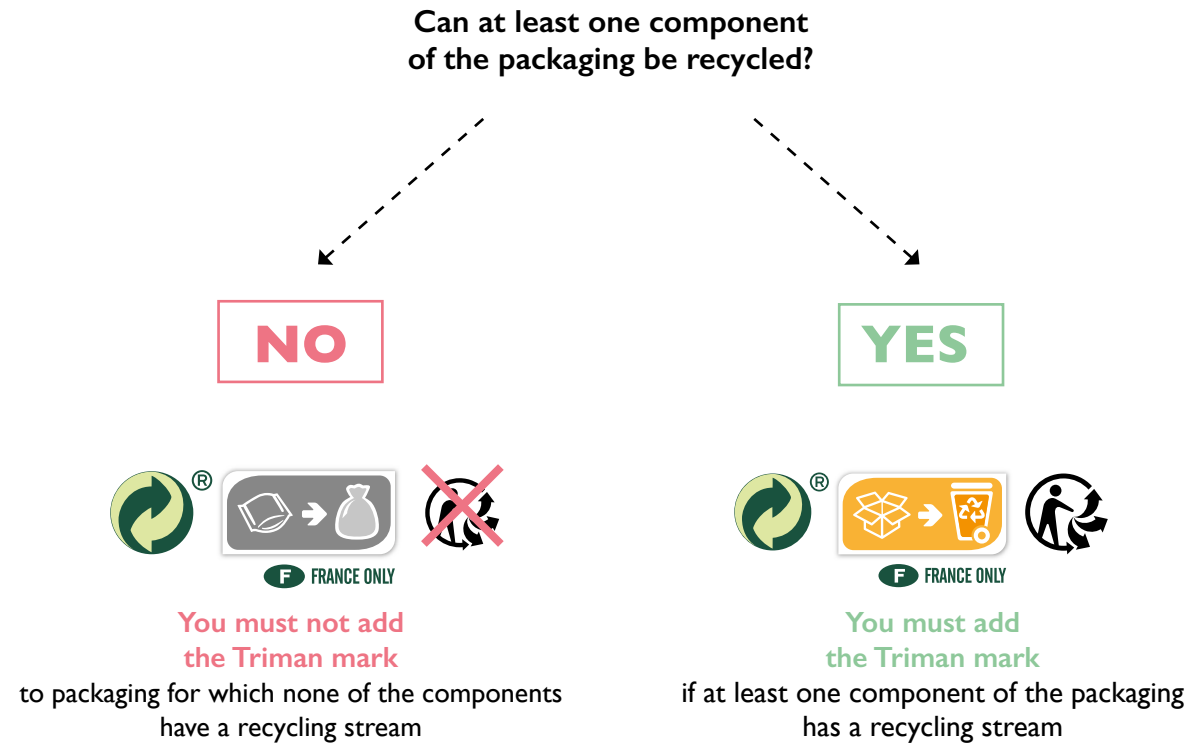 Can at least one component
of the packaging be recycled?
NO
YES
®
®
F FRANCE ONLY
F FRANCE ONLY
You must not add
the Triman mark
to packaging for which none of the components
have a recycling stream
You must add
the Triman mark
if at least one component of the packaging
has a recycling stream